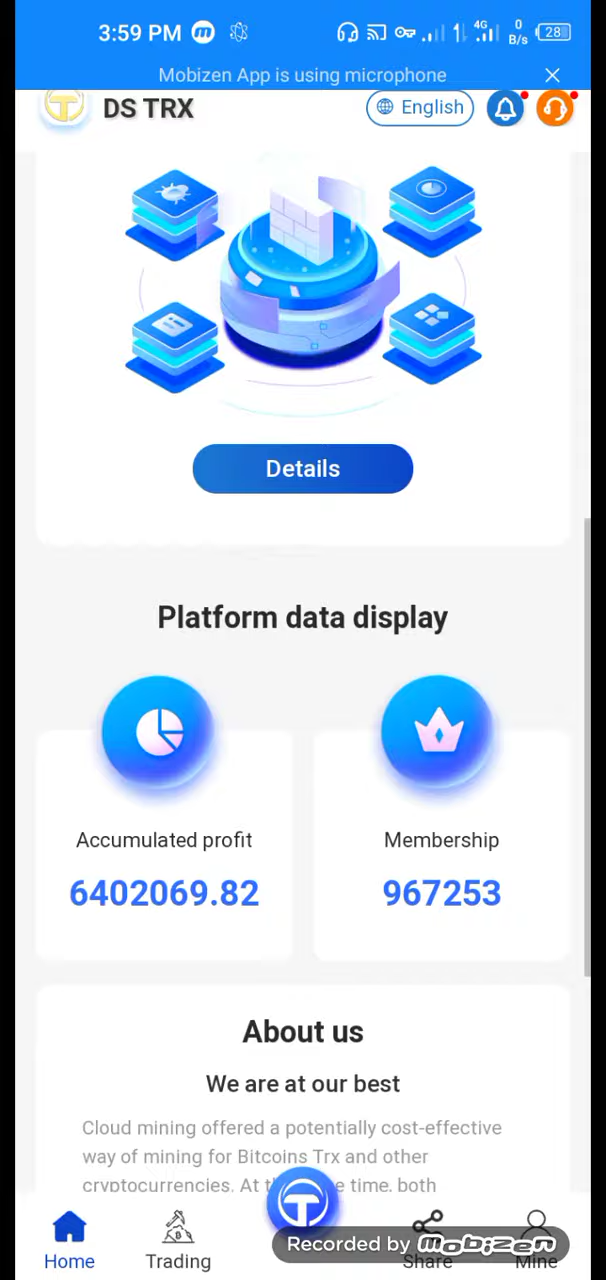 3:59 PM
4G
0
B/s
28
Mobizen App is using microphone
DS TRX
English
Details
Platform data display
Accumulated profit
Membership
6402069.82
967253
About us
We are at our best
Cloud mining offered a potentially cost-effective
way of mining for Bitcoins Trx and other
cryptocurrencies. At time, both
Recorded by mobizen
Home
Trading
Share
Mine